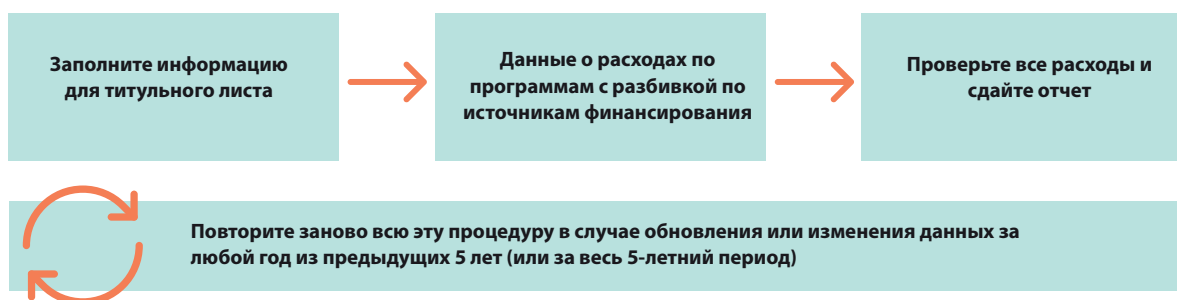 Заполните информацию
для титульного листа
Данные о расходах по
программам с разбивкой по
источникам финансирования
Проверьте все расходы и
сдайте отчет
Повторите заново всю эту процедуру в случае обновления или изменения данных за
любой год из предыдущих 5 лет (или за весь 5-летний период)